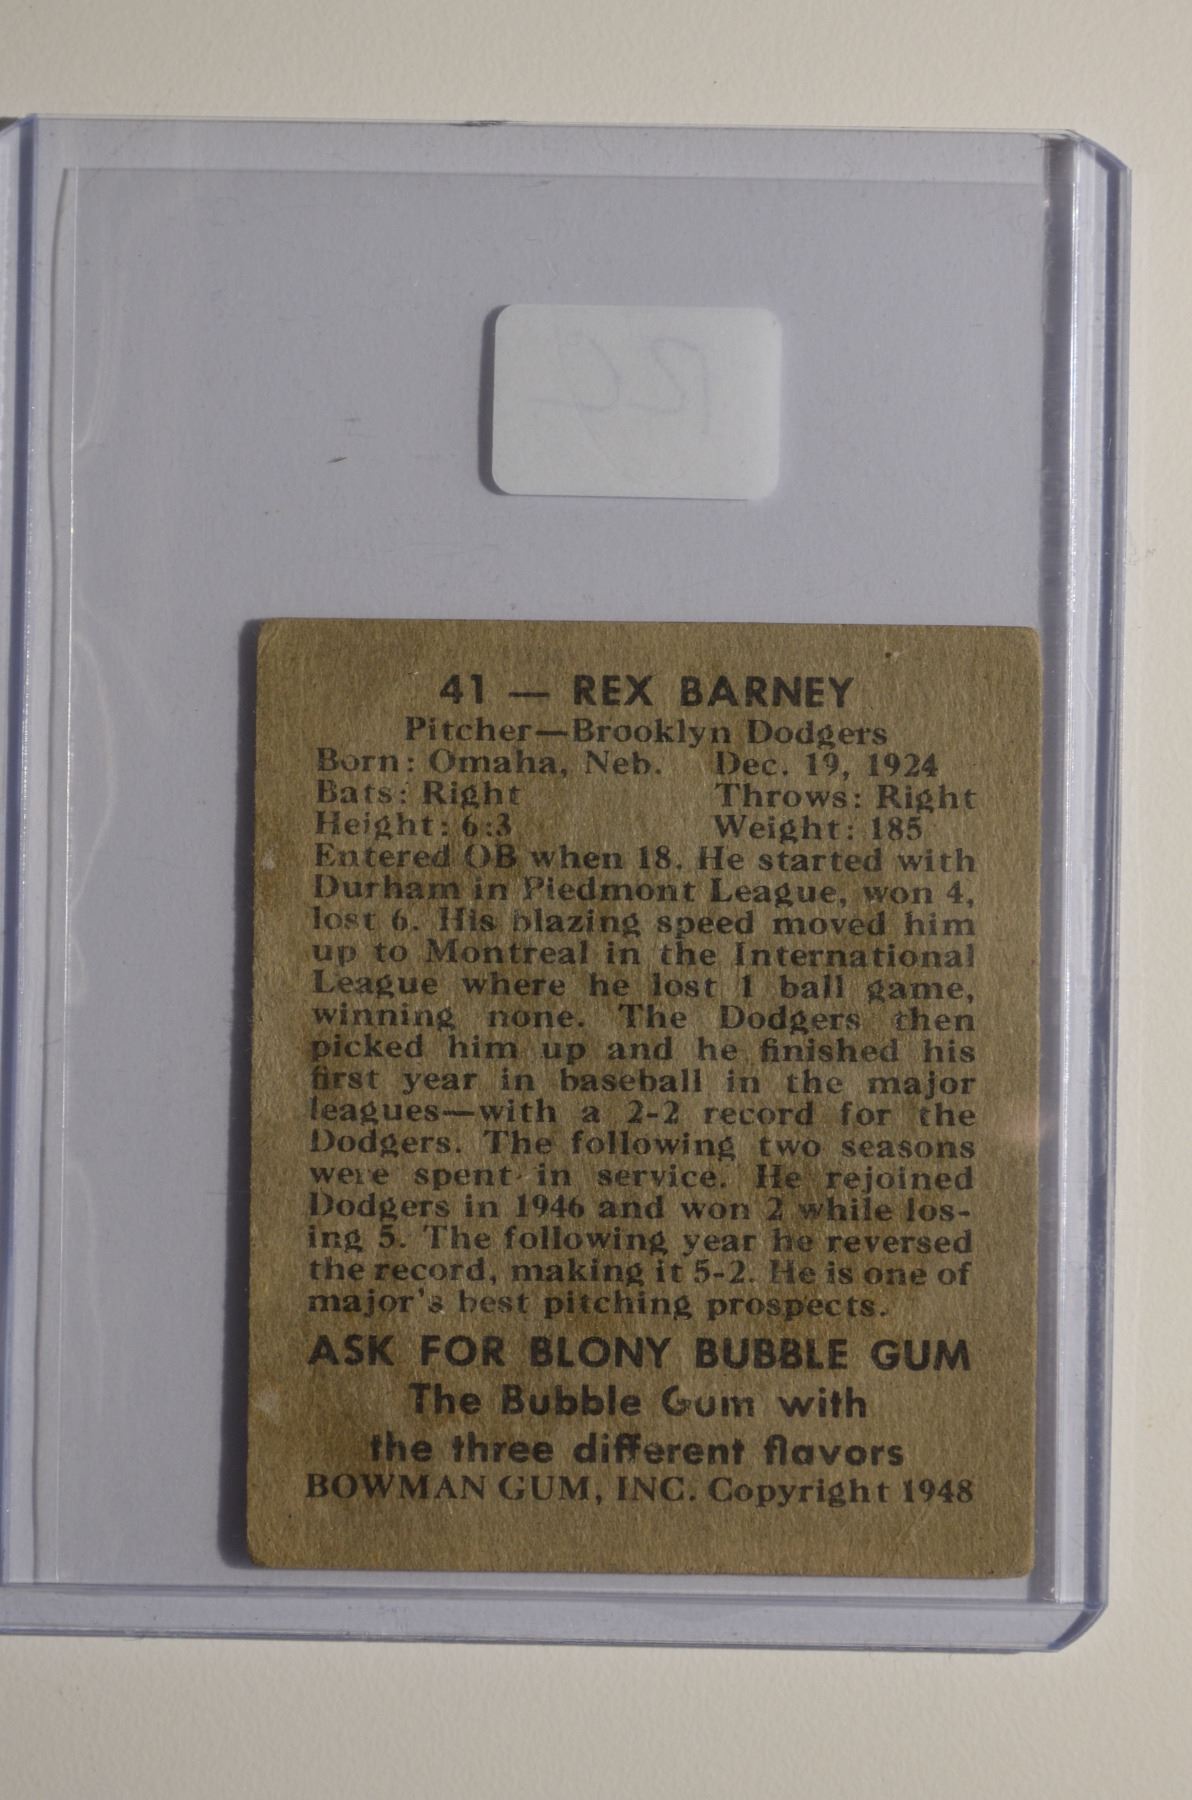 41 — REX BARNEY
Pitcher—Brooklyn Dodgers
Born: Omaha, Neb. Dec. 19, 1924
Bats: Right Throws: Right
Height: 6:3 Weight: 185
Entered OB when 18. He started with
Durham in Piedmont League, won 4,
lost 6. His blazing speed moved him
up to Montreal in the International
League where he lost 1 ball game,
winning none. The Dodgers then
picked him up and he finished his
first year in baseball in the major
leagues—with a 2-2 record for the
Dodgers. The following two seasons
were spent in service. He rejoined
Dodgers in 1946 and won 2 while los-
ing 5. The following year he reversed
the record, making it 5-2. He is one of
major's best pitching prospects.
ASK FOR BLONY BUBBLE GUM
The Bubble Gum with
the three different flavors
BOWMAN GUM, INC. Copyright 1948